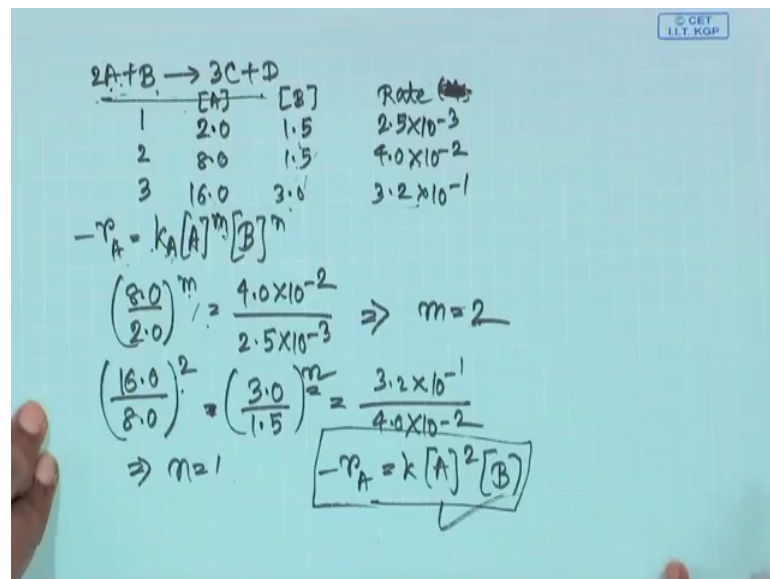 © CET
I.I.T. KGP
2A+B → 3C+D
[A] [B] Rate
1 2.0 1.5 2.5×10⁻³
2 8.0 1.5 4.0×10⁻²
3 16.0 3.0 3.2×10⁻¹
-r_A = k_A[A]^m[B]^n
(8.0/2.0)^m = 4.0×10⁻²/2.5×10⁻³ ⇒ m=2
(16.0/8.0)^2 · (3.0/1.5)^n = 3.2×10⁻¹/4.0×10⁻²
⇒ n=1 -r_A = k[A]²[B]